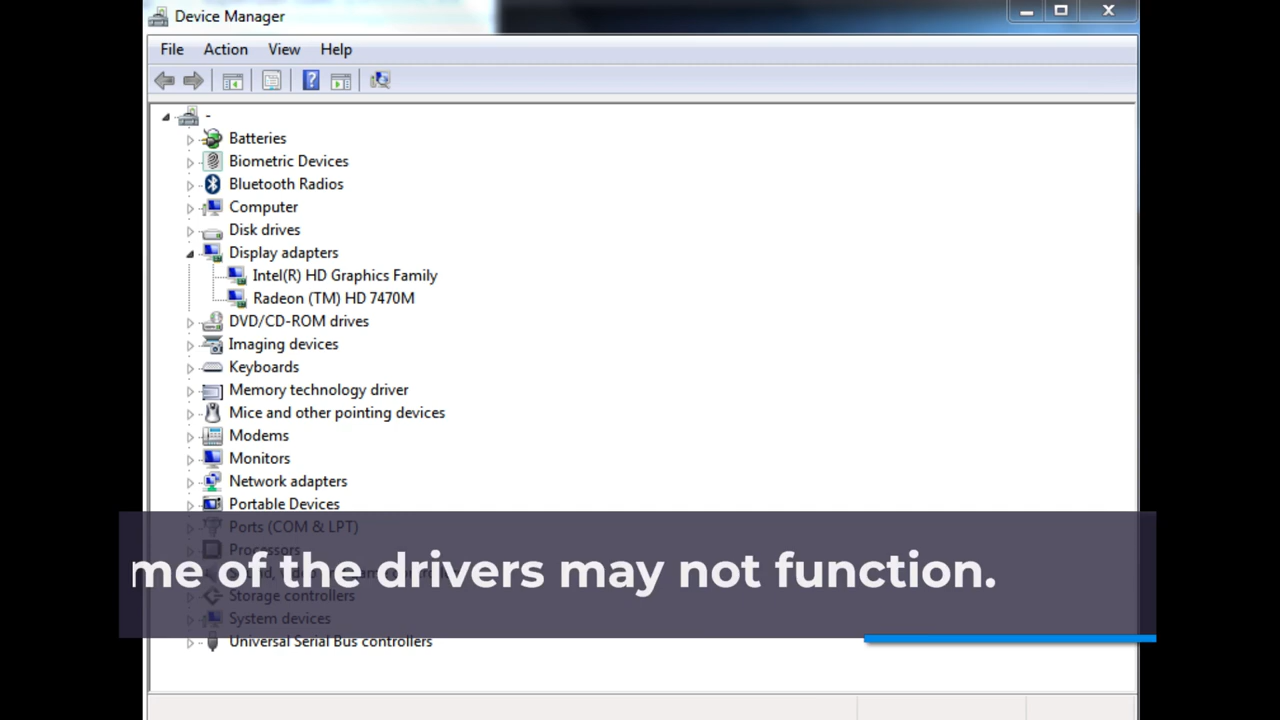 Device Manager
File Action View Help
-
Batteries
Biometric Devices
Bluetooth Radios
Computer
Disk drives
Display adapters
Intel(R) HD Graphics Family
Radeon (TM) HD 7470M
DVD/CD-ROM drives
Imaging devices
Keyboards
Memory technology driver
Mice and other pointing devices
Modems
Monitors
Network adapters
Portable Devices
Ports (COM & LPT)
Processors
me of the drivers may not function.
Storage controllers
System devices
Universal Serial Bus controllers